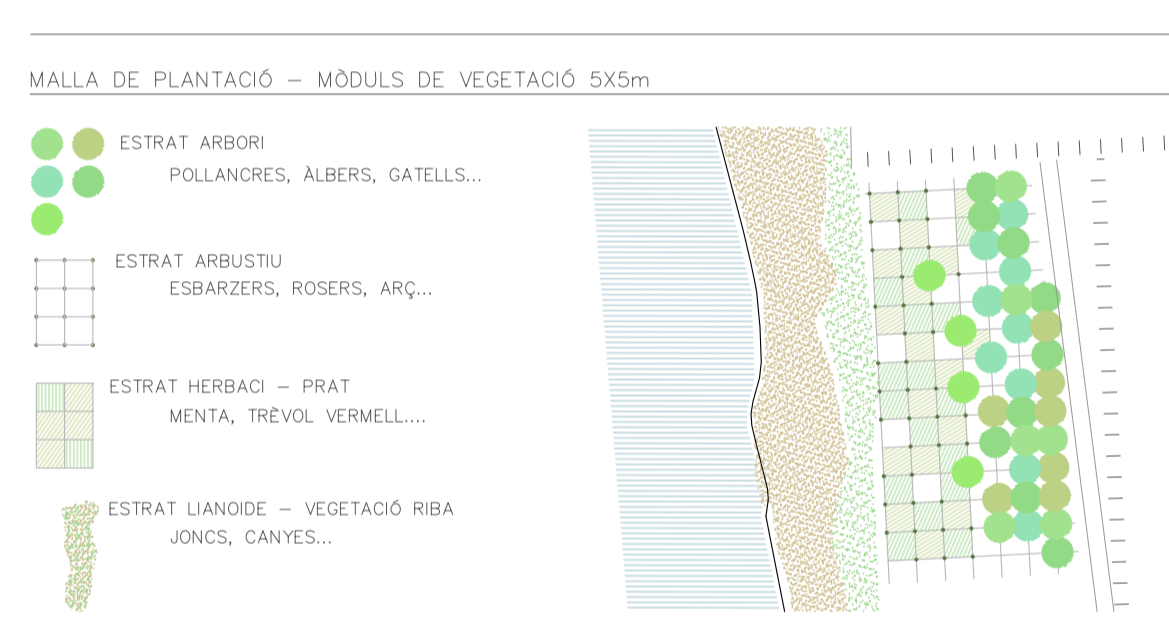 MALLA DE PLANTACIÓ – MÒDULS DE VEGETACIÓ 5X5m
ESTRAT ARBORI
POLLANCRES, ÀLBERS, GATELLS...
ESTRAT ARBUSTIU
ESBARZERS, ROSERS, ARÇ...
ESTRAT HERBACI – PRAT
MENTA, TRÈVOL VERMELL....
ESTRAT LIANOIDE – VEGETACIÓ RIBA
JONCS, CANYES...